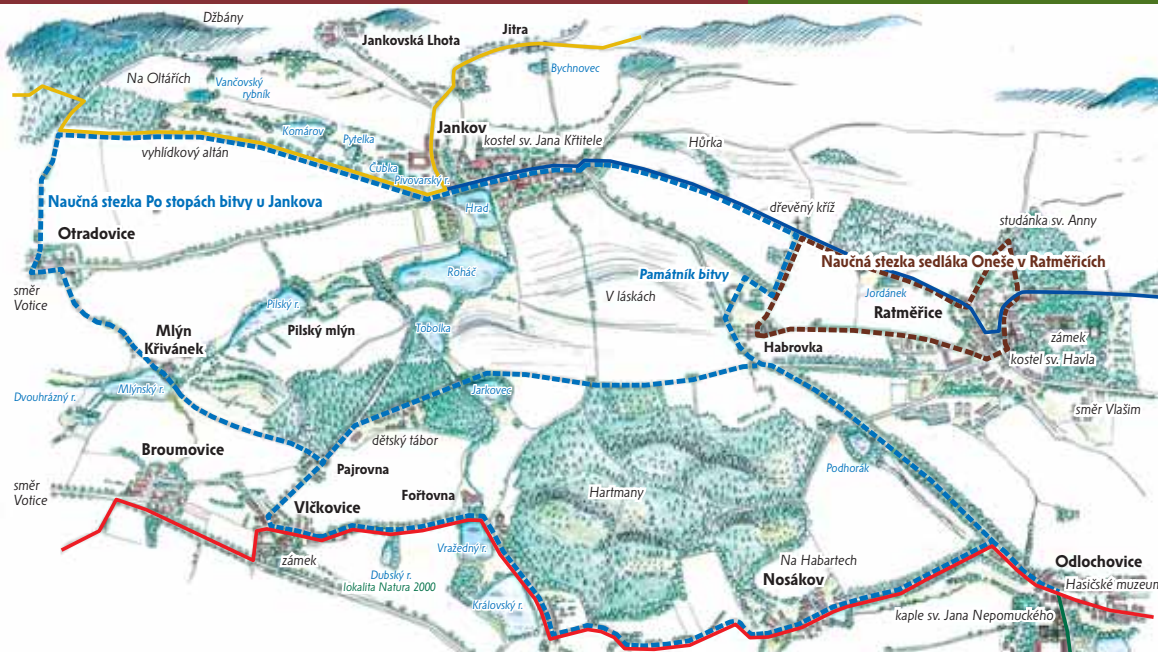 Džbány
Jankovská Lhota
Jitra
Na Oltářích
Vančovský
rybník
Bychnovec
Komárov
Pytelka
Jankov
kostel sv. Jana Křtitele
Hůrka
vyhlídkový altán
Čubka
Pivovarský r.
Naučná stezka Po stopách bitvy u Jankova
Hrad
dřevěný kříž
studánka sv. Anny
Otradovice
Naučná stezka sedláka Oneše v Ratměřicích
Roháč
Památník bitvy
směr
Votice
V láskách
Jordánek
Ratměřice
Pilský r.
Mlýn
Křivánek
Pilský mlýn
Tobolka
Habrovka
zámek
kostel sv. Havla
Dvouhrázný r.
Mlýnský r.
Jarkovec
směr Vlašim
dětský tábor
Broumovice
Pajrovna
Podhorák
směr
Votice
Fořtovna
Hartmany
Vlčkovice
zámek
Vražedný r.
Na Habartech
Odlochovice
Dubský r.
lokalita Natura 2000
Nosákov
Hasičské muzeum
Královský r.
kaple sv. Jana Nepomuckého